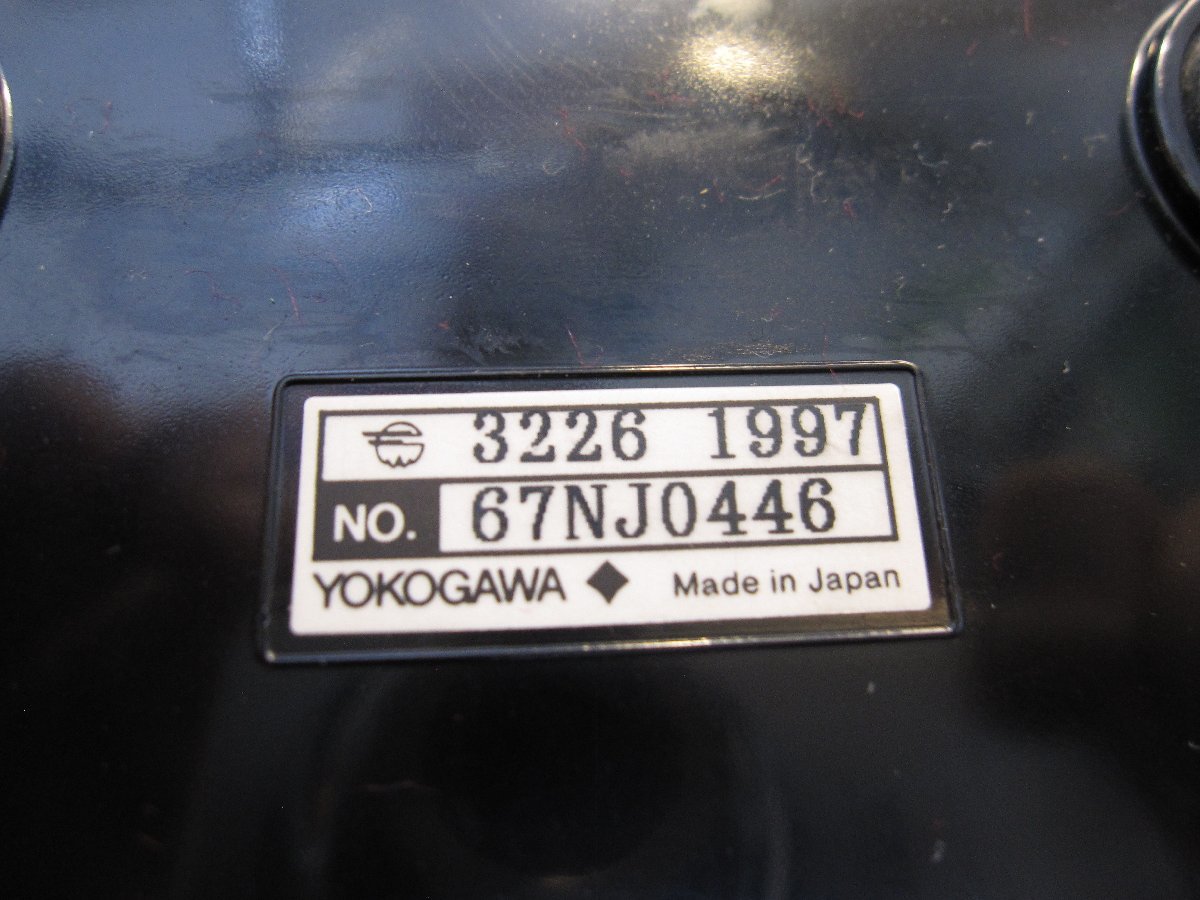 3226 1997
NO. 67NJ0446
YOKOGAWA ◆ Made in Japan